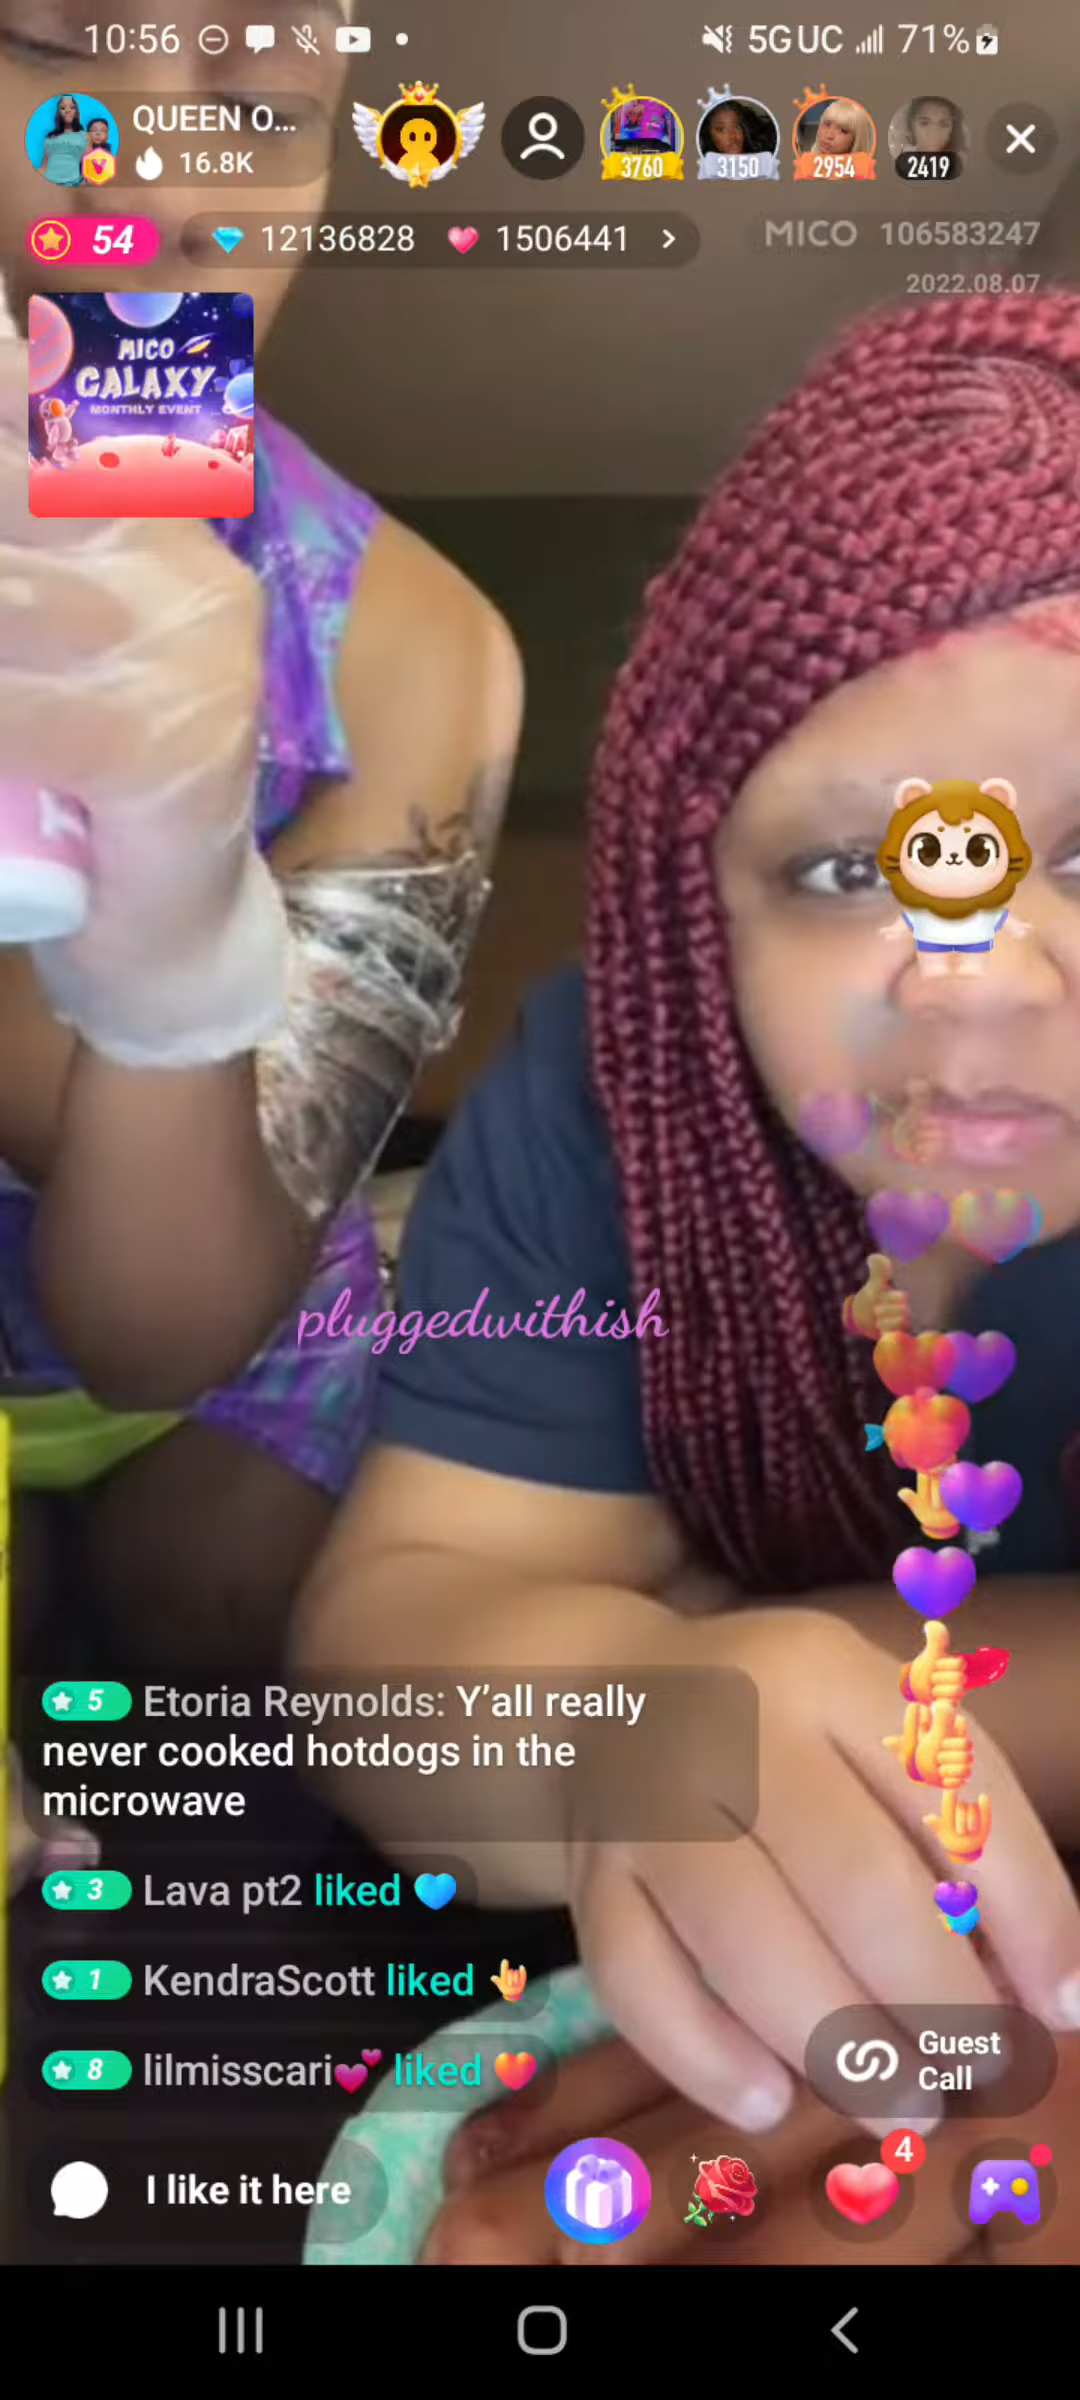 10:56
5GUC 71%
QUEEN O...
16.8K
3760
3150
2954
2419
54
12136828
1506441
MICO 106583247
2022.08.07
MICO
GALAXY
MONTHLY EVENT
pluggedwithish
5 Etoria Reynolds: Y'all really
never cooked hotdogs in the
microwave
3 Lava pt2 liked
1 KendraScott liked
8 lilmisscari💕 liked
Guest
Call
4
I like it here